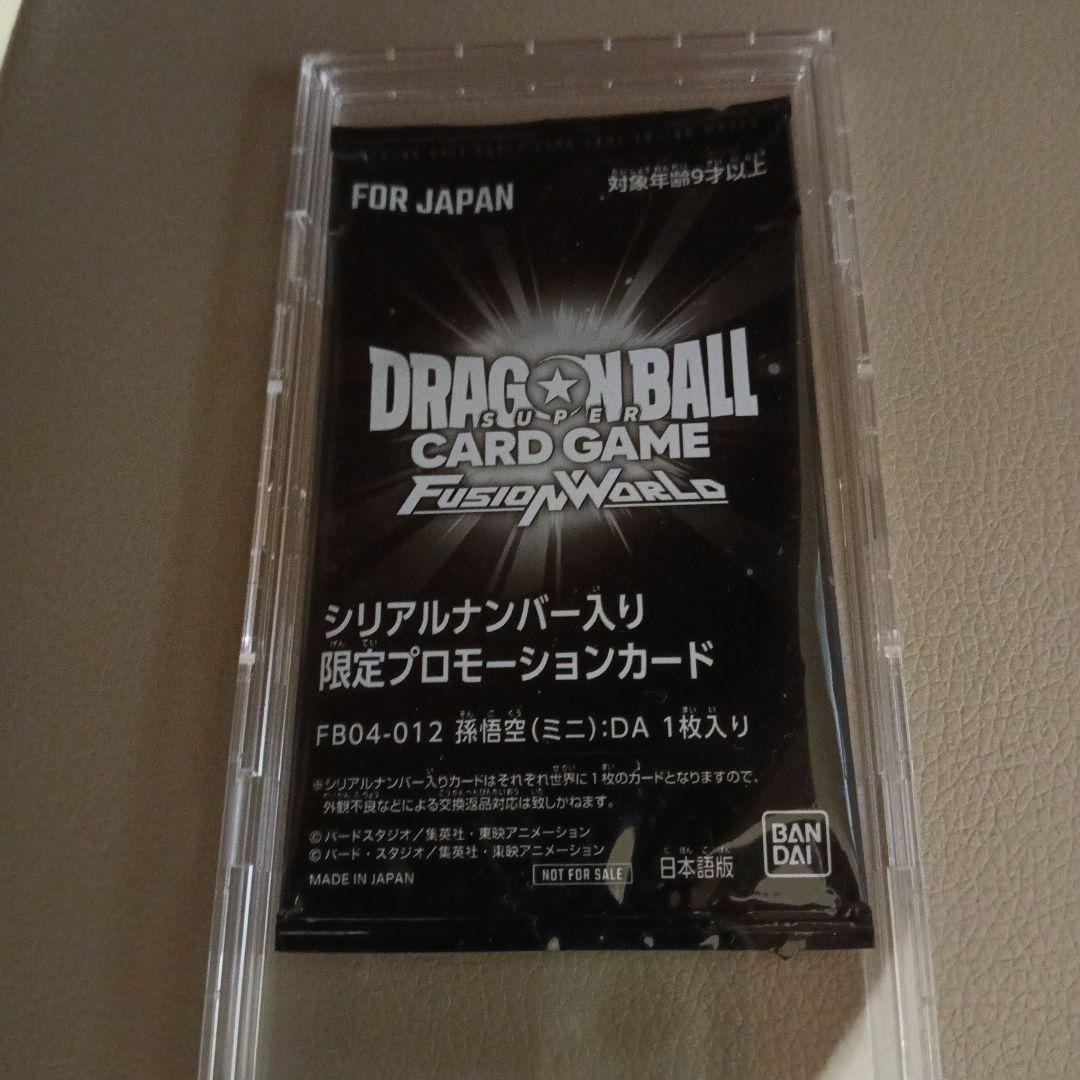 FOR JAPAN
対象年齢9才以上
DRAGON BALL
SUPER
CARD GAME
FUSION WORLD
シリアルナンバー入り
限定プロモーションカード
FB04-012 孫悟空(ミニ):DA 1枚入り
※シリアルナンバー入りカードはそれぞれ世界に1枚のカードとなりますので、
外観不良などによる交換返品対応は致しかねます。
©バードスタジオ/集英社・東映アニメーション
©バード・スタジオ/集英社・東映アニメーション
MADE IN JAPAN
NOT FOR SALE
日本語版
BAN
DAI